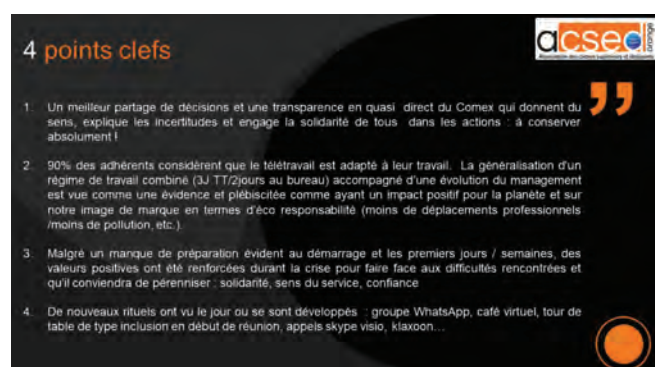 4 points clefs
acsed
orange
1. Un meilleur partage de décisions et une transparence en quasi direct du Comex qui donnent du
sens, explique les incertitudes et engage la solidarité de tous dans les actions : à conserver
absolument !
2. 90% des adhérents considèrent que le télétravail est adapté à leur travail. La généralisation d'un
régime de travail combiné (3J TT/2jours au bureau) accompagné d'une évolution du management
est vue comme une évidence et plébiscitée comme ayant un impact positif pour la planète et sur
notre image de marque en termes d'éco responsabilité (moins de déplacements professionnels
/moins de pollution, etc.).
3. Malgré un manque de préparation évident au démarrage et les premiers jours / semaines, des
valeurs positives ont été renforcées durant la crise pour faire face aux difficultés rencontrées et
qu'il conviendra de pérenniser : solidarité, sens du service, confiance
4. De nouveaux rituels ont vu le jour ou se sont développés : groupe WhatsApp, café virtuel, tour de
table de type inclusion en début de réunion, appels skype visio, klaxoon…